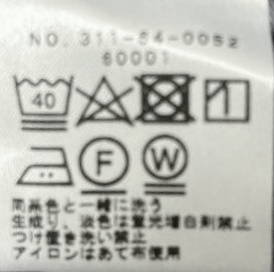 NO. 311-64-0052
60001
40
F W
同系色と一緒に洗う
生成り、淡色は蛍光増白剤禁止
つけ置き洗い禁止
アイロンはあて布使用